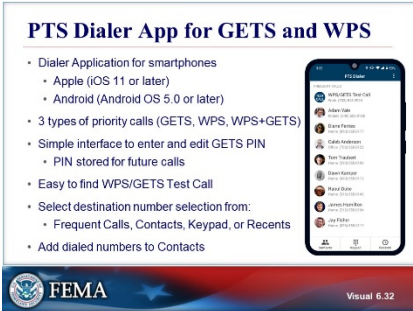 PTS Dialer App for GETS and WPS
• Dialer Application for smartphones
• Apple (iOS 11 or later)
• Android (Android OS 5.0 or later)
• 3 types of priority calls (GETS, WPS, WPS+GETS)
• Simple interface to enter and edit GETS PIN
• PIN stored for future calls
• Easy to find WPS/GETS Test Call
• Select destination number selection from:
• Frequent Calls, Contacts, Keypad, or Recents
• Add dialed numbers to Contacts
PTS Dialer
WPS/GETS Test Call
Adam Vale
Diane Ferbes
Caleb Anderson
Tom Trautset
Dawn Kemper
Raoul Duke
James Hamilton
Jay Fisher
FEMA
Visual 6.32